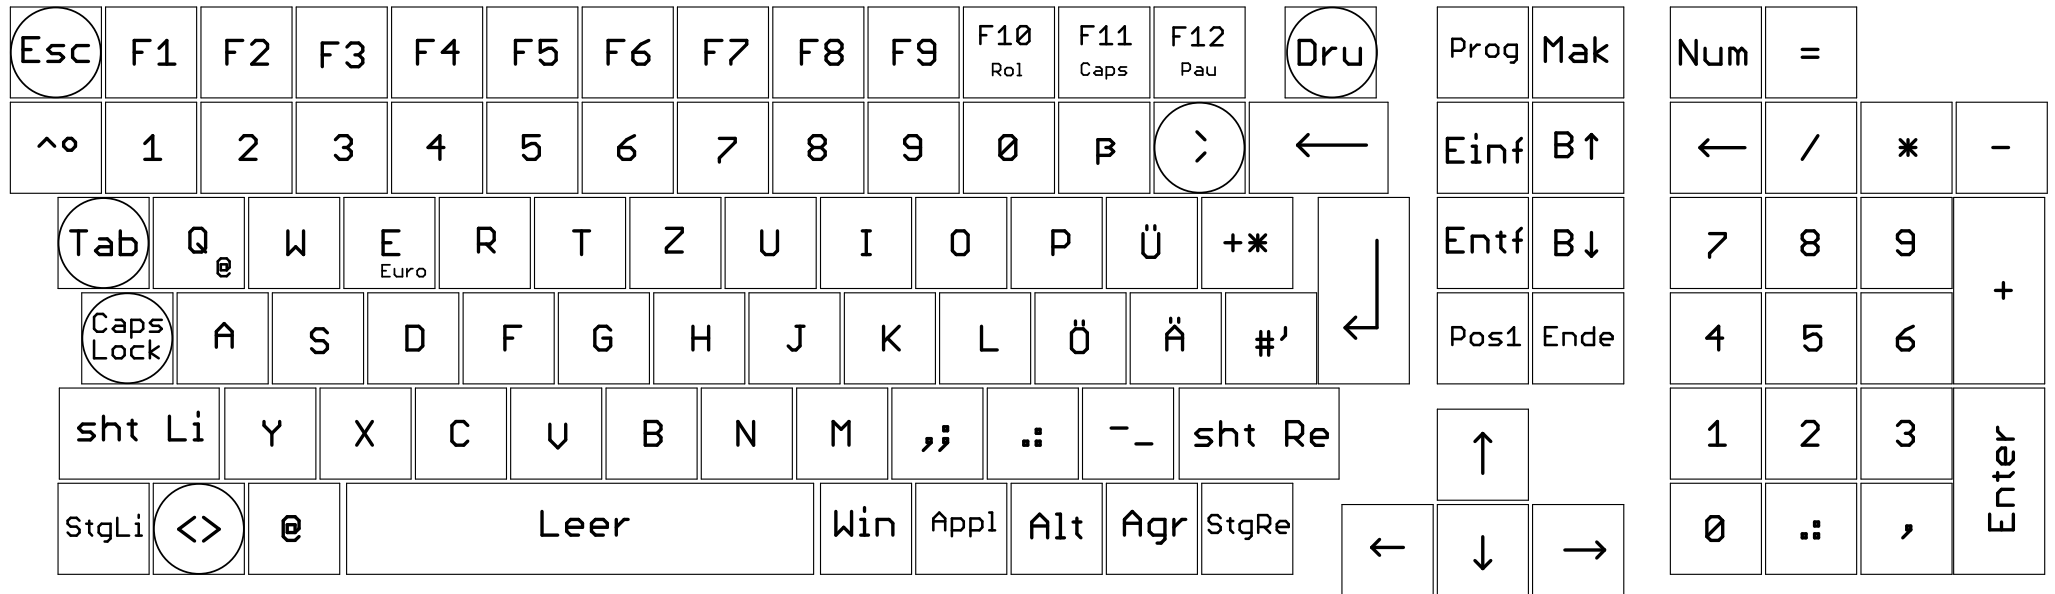 Esc F1 F2 F3 F4 F5 F6 F7 F8 F9 F10 F11 F12 Dru Prog Mak Num =
Rol Caps Pau
^° 1 2 3 4 5 6 7 8 9 0 β ` ´ ← Einf B↑ ← / * -
Tab Q W E R T Z U I O P Ü +* Entf B↓ 7 8 9
@ Euro
Caps
Lock
A S D F G H J K L Ö Ä #' ↵ Pos1 Ende 4 5 6 +
sht Li Y X C V B N M ,; .: -_ sht Re ↑ 1 2 3
StgLi <> @ Leer Win Appl Alt Agr StgRe ← ↓ → 0 .: , Enter